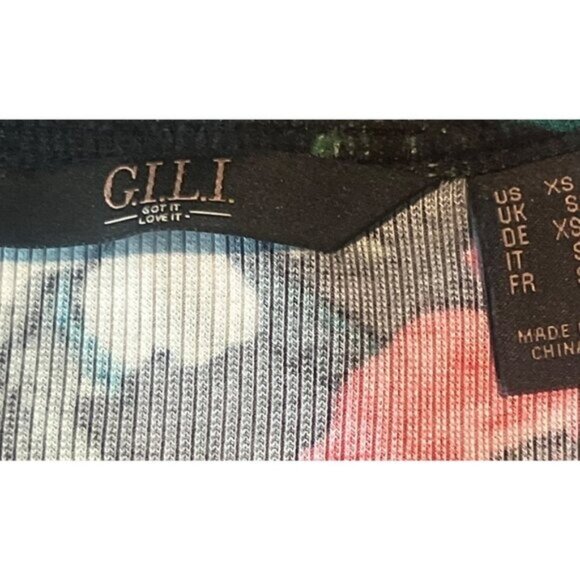 G.I.L.I.
GOT IT
LOVE IT
US XS
UK S
DE XS
IT S
FR
MADE
CHINA